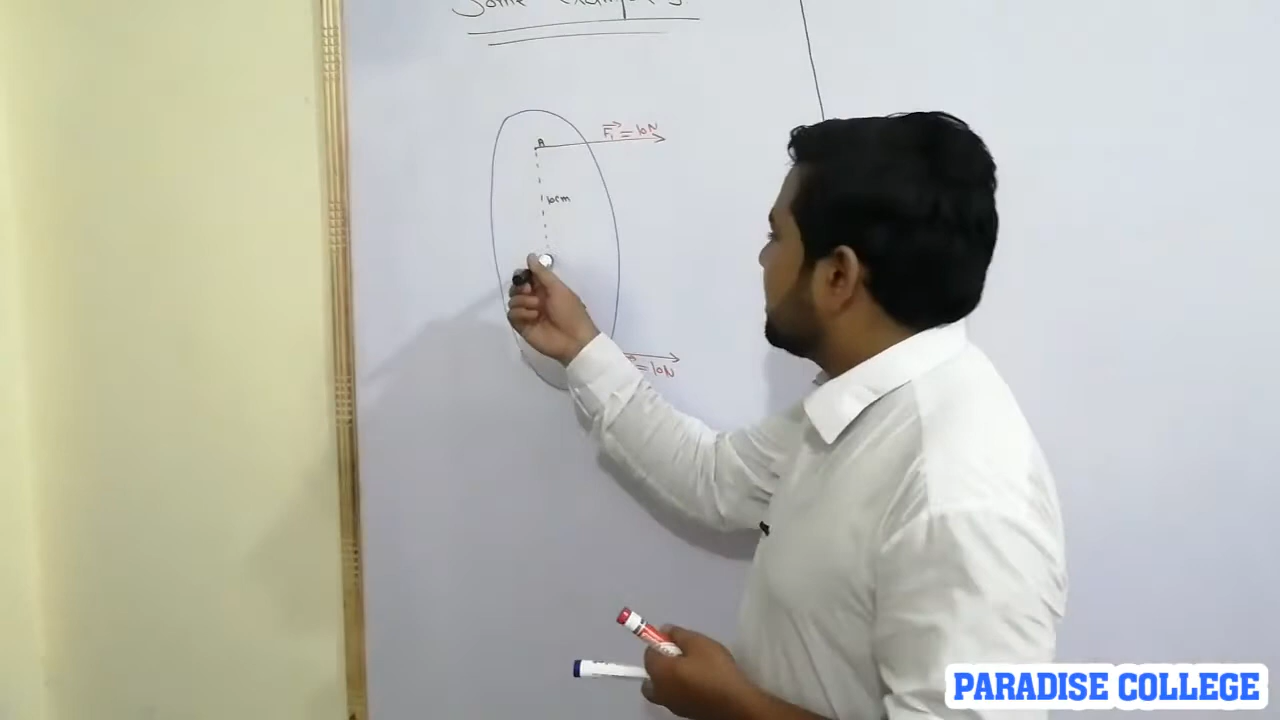 Some examples
F₁ = 10N
A
10cm
= 10N
PARADISE COLLEGE